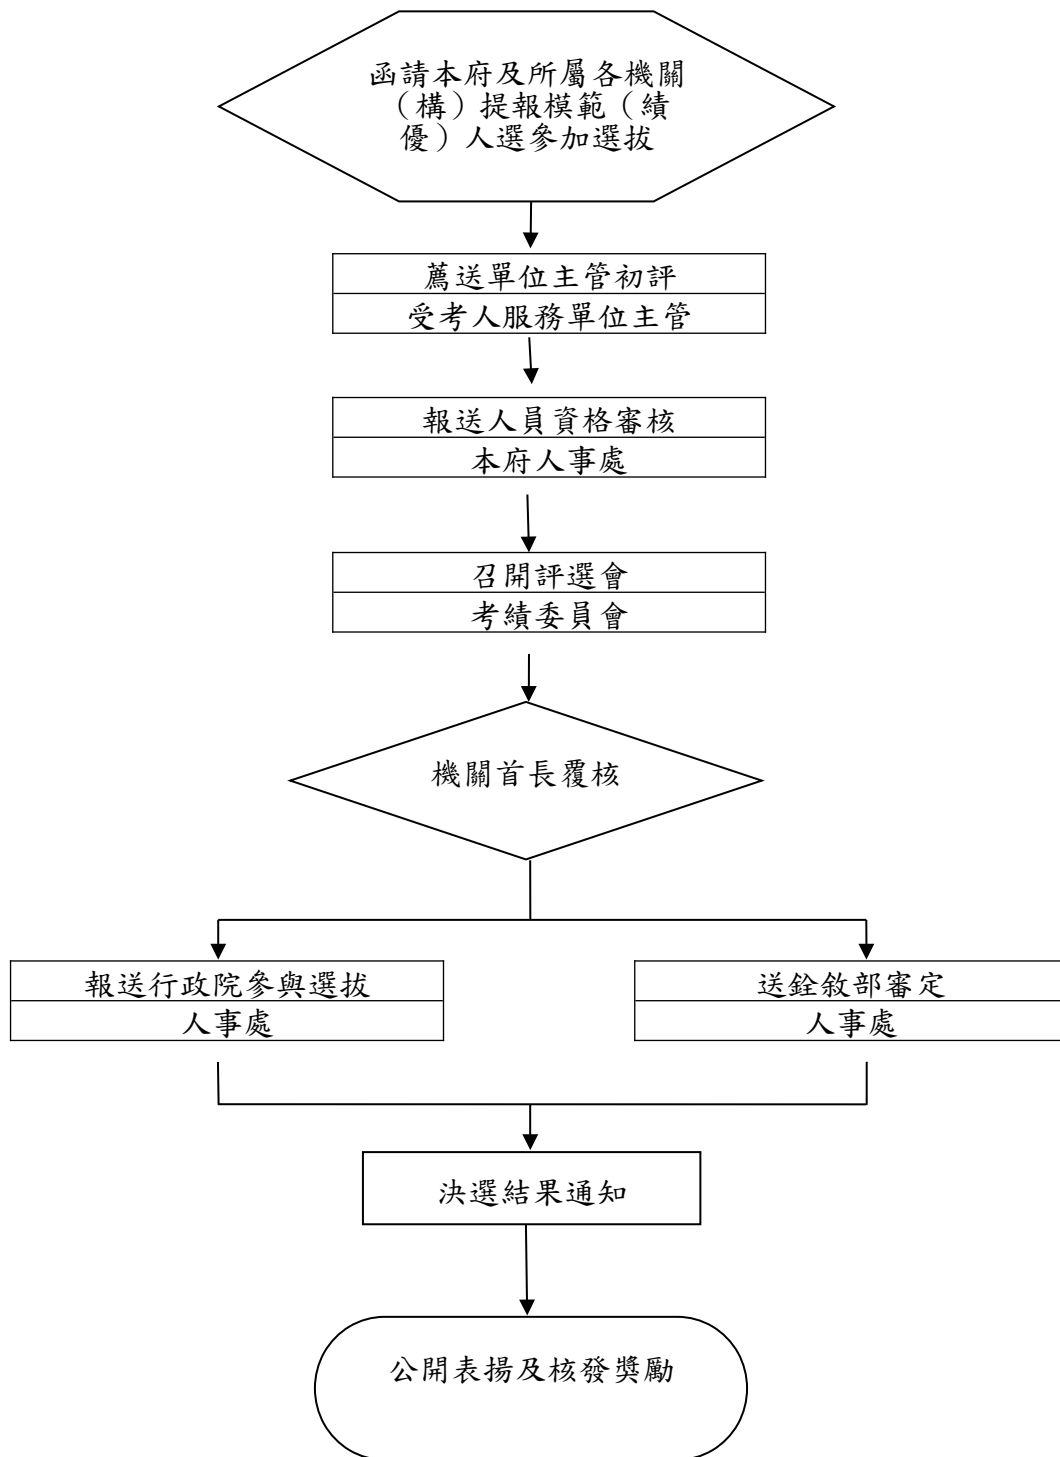 函請本府及所屬各機關
（構）提報模範（績
優）人選參加選拔
薦送單位主管初評
受考人服務單位主管
報送人員資格審核
本府人事處
召開評選會
考績委員會
機關首長覆核
報送行政院參與選拔
人事處
送銓敘部審定
人事處
決選結果通知
公開表揚及核發獎勵